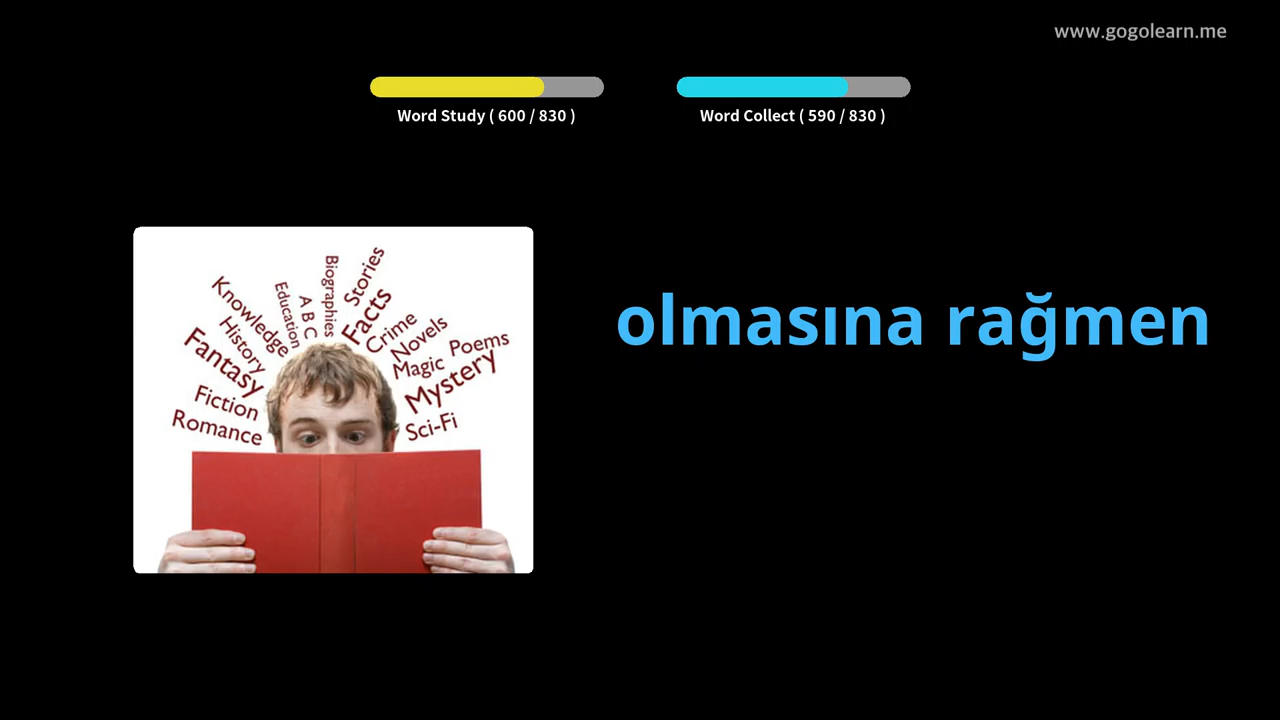 www.gogolearn.me
Word Study ( 600 / 830 )
Word Collect ( 590 / 830 )
olmasına rağmen
Knowledge
Education
A B C
Biographies
Stories
Facts
Crime
Novels
Poems
Magic
Mystery
Sci-Fi
History
Fantasy
Fiction
Romance